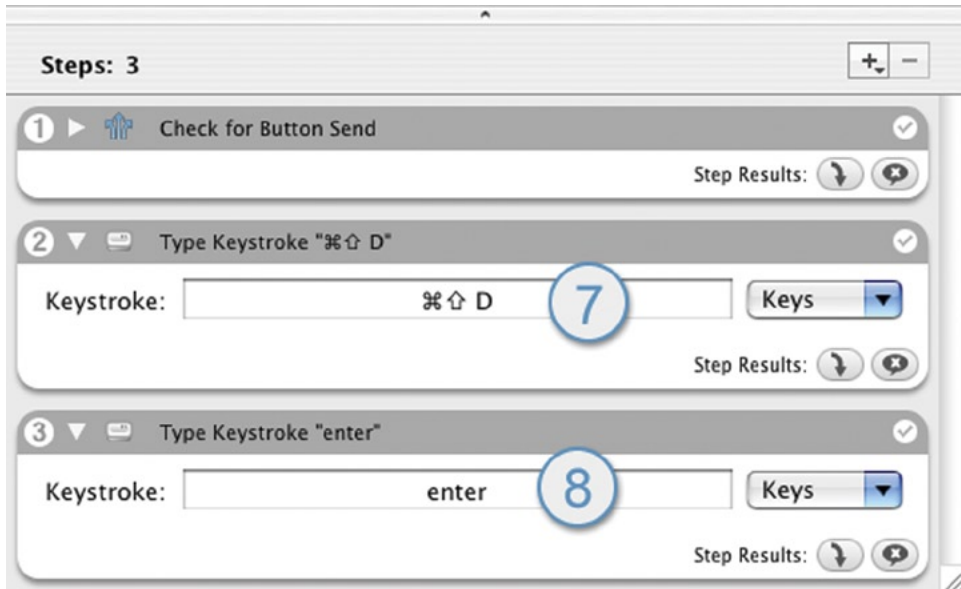 Steps: 3
1 Check for Button Send
Step Results:
2 Type Keystroke "⌘⇧ D"
Keystroke: ⌘⇧ D 7 Keys
Step Results:
3 Type Keystroke "enter"
Keystroke: enter 8 Keys
Step Results: